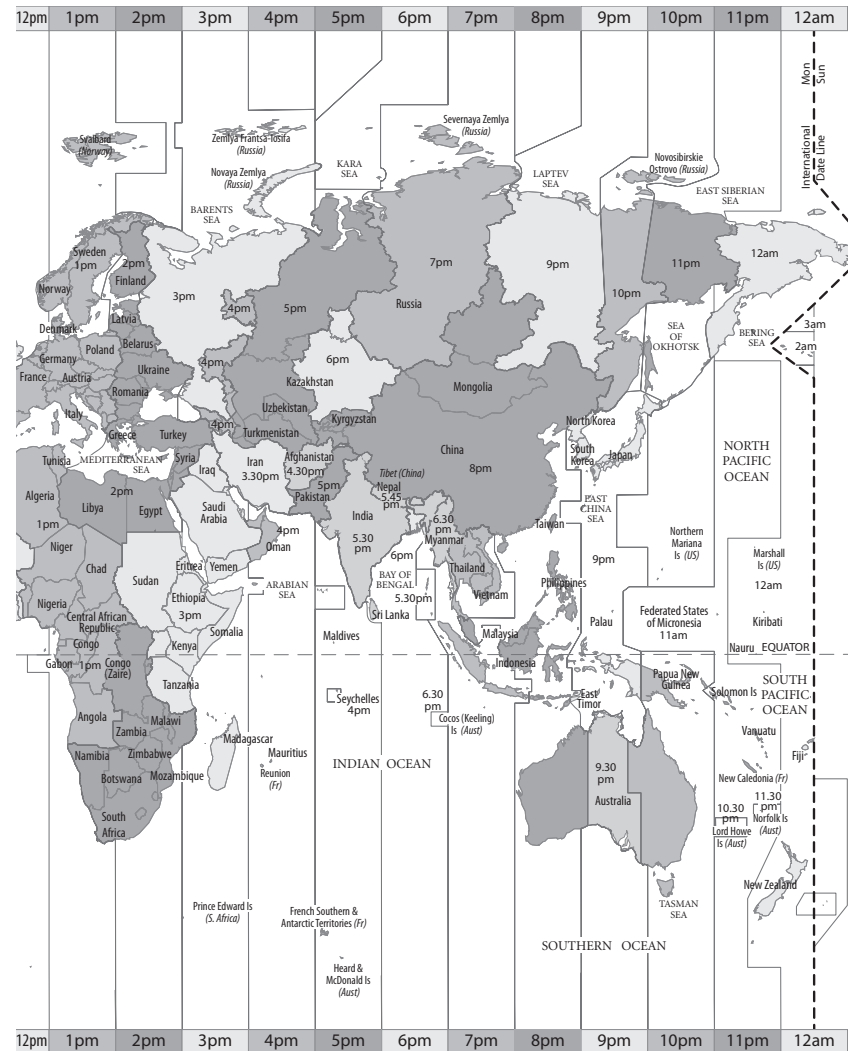 12pm 1pm 2pm 3pm 4pm 5pm 6pm 7pm 8pm 9pm 10pm 11pm 12am
Mon
Sun
International
Date Line
Severnaya Zemlya
(Russia)
Svalbard
(Norway)
Zemlya Frantsa-Iosifa
(Russia)
Novaya Zemlya
(Russia)
KARA
SEA
LAPTEV
SEA
Novosibirskie
Ostrovo (Russia)
EAST SIBERIAN
SEA
BARENTS
SEA
Sweden
1pm
2pm
Finland
Norway
3pm
4pm
5pm
7pm
Russia
9pm
10pm
11pm
12am
Denmark
Latvia
SEA
OF
OKHOTSK
BERING
SEA
3am
2am
Germany
Poland
Belarus
France
Austria
Ukraine
Romania
4pm
6pm
Kazakhstan
Mongolia
Italy
Greece
Turkey
4pm
Uzbekistan
Turkmenistan
Kyrgyzstan
North Korea
South
Korea
Japan
Tunisia
MEDITERRANEAN
SEA
Syria
Iraq
Iran
3.30pm
Afghanistan
4.30pm
5pm
Pakistan
China
8pm
Tibet (China)
Nepal
5.45
pm
NORTH
PACIFIC
OCEAN
Algeria
1pm
Libya
2pm
Egypt
Saudi
Arabia
4pm
Oman
India
5.30
pm
6pm
6.30
pm
Myanmar
EAST
CHINA
SEA
Taiwan
Niger
Chad
Sudan
Eritrea
Yemen
ARABIAN
SEA
BAY OF
BENGAL
5.30pm
Thailand
Vietnam
9pm
Northern
Mariana
Is (US)
Marshall
Is (US)
12am
Nigeria
Ethiopia
3pm
Sri Lanka
Philippines
Central African
Republic
Somalia
Maldives
Malaysia
Palau
Federated States
of Micronesia
11am
Kiribati
Congo
Kenya
Nauru
EQUATOR
Gabon
1pm
Congo
(Zaire)
Indonesia
Tanzania
Seychelles
4pm
6.30
pm
Cocos (Keeling)
Is (Aust)
East
Timor
Papua New
Guinea
Solomon Is
SOUTH
PACIFIC
OCEAN
Angola
Malawi
Zambia
Madagascar
Vanuatu
Namibia
Zimbabwe
Mauritius
Fiji
Botswana
Mozambique
Reunion
(Fr)
INDIAN OCEAN
9.30
pm
Australia
New Caledonia (Fr)
South
Africa
10.30
pm
Lord Howe
Is (Aust)
11.30
pm
Norfolk Is
(Aust)
New Zealand
TASMAN
SEA
Prince Edward Is
(S. Africa)
French Southern &
Antarctic Territories (Fr)
SOUTHERN OCEAN
Heard &
McDonald Is
(Aust)
12pm 1pm 2pm 3pm 4pm 5pm 6pm 7pm 8pm 9pm 10pm 11pm 12am